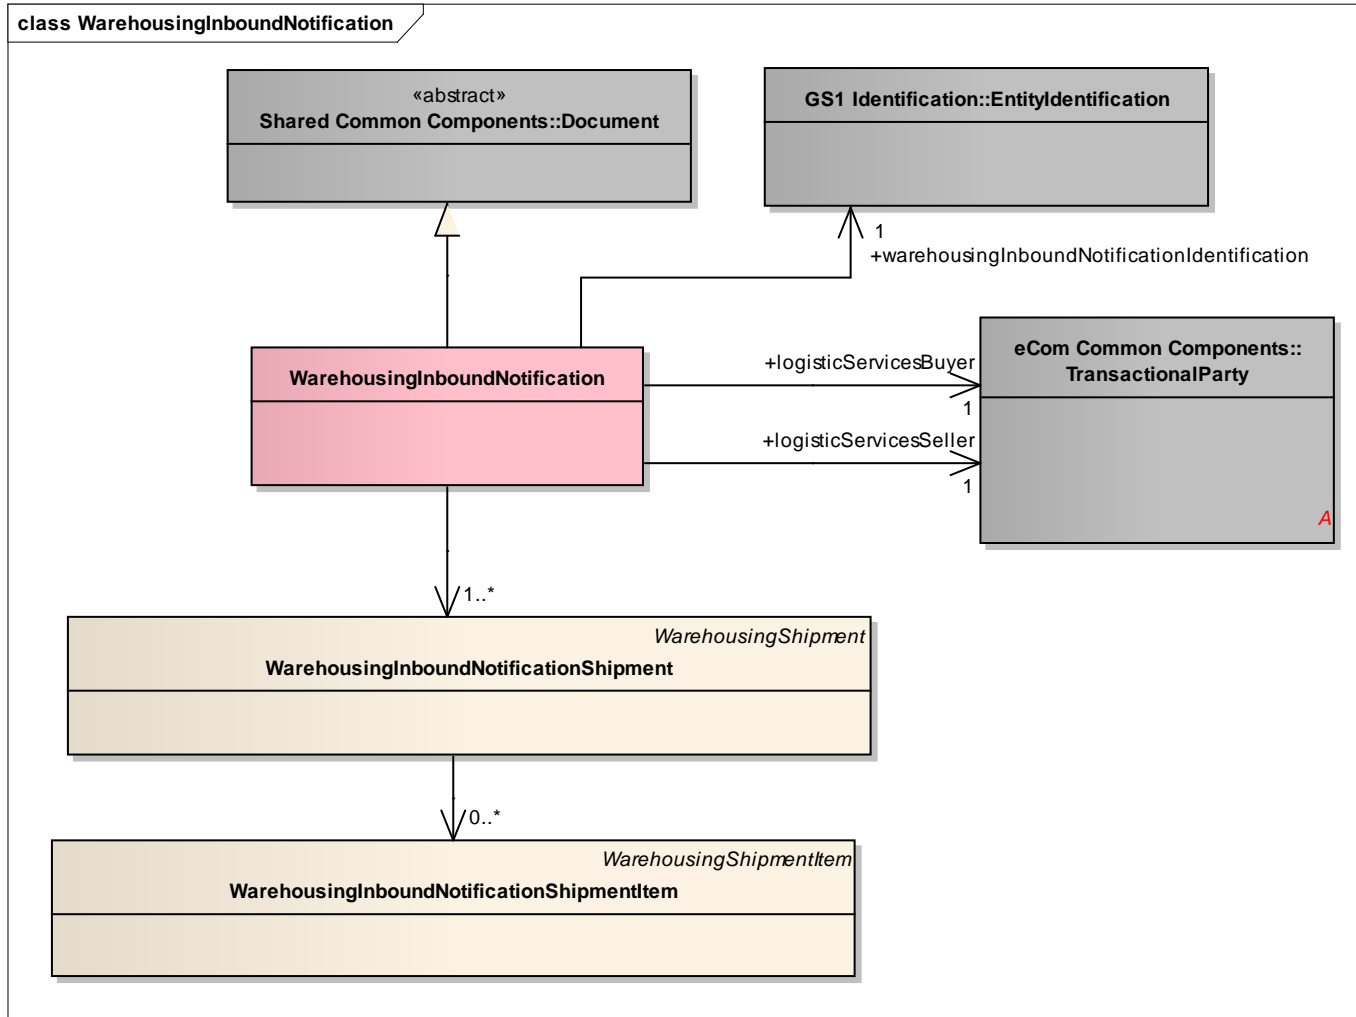 class WarehousingInboundNotification
«abstract»
Shared Common Components::Document
GS1 Identification::EntityIdentification
1
+warehousingInboundNotificationIdentification
WarehousingInboundNotification
+logisticServicesBuyer
1
+logisticServicesSeller
1
eCom Common Components::
TransactionalParty
A
1..*
WarehousingShipment
WarehousingInboundNotificationShipment
0..*
WarehousingShipmentItem
WarehousingInboundNotificationShipmentItem